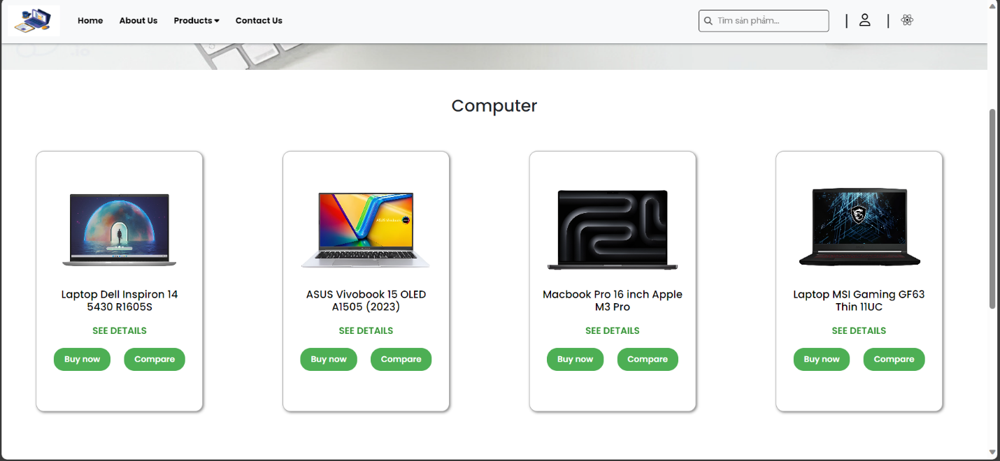 Home About Us Products Contact Us Tìm sản phẩm...
Computer
Laptop Dell Inspiron 14
5430 R1605S
SEE DETAILS
Buy now Compare
ASUS Vivobook 15 OLED
A1505 (2023)
SEE DETAILS
Buy now Compare
Macbook Pro 16 inch Apple
M3 Pro
SEE DETAILS
Buy now Compare
Laptop MSI Gaming GF63
Thin 11UC
SEE DETAILS
Buy now Compare